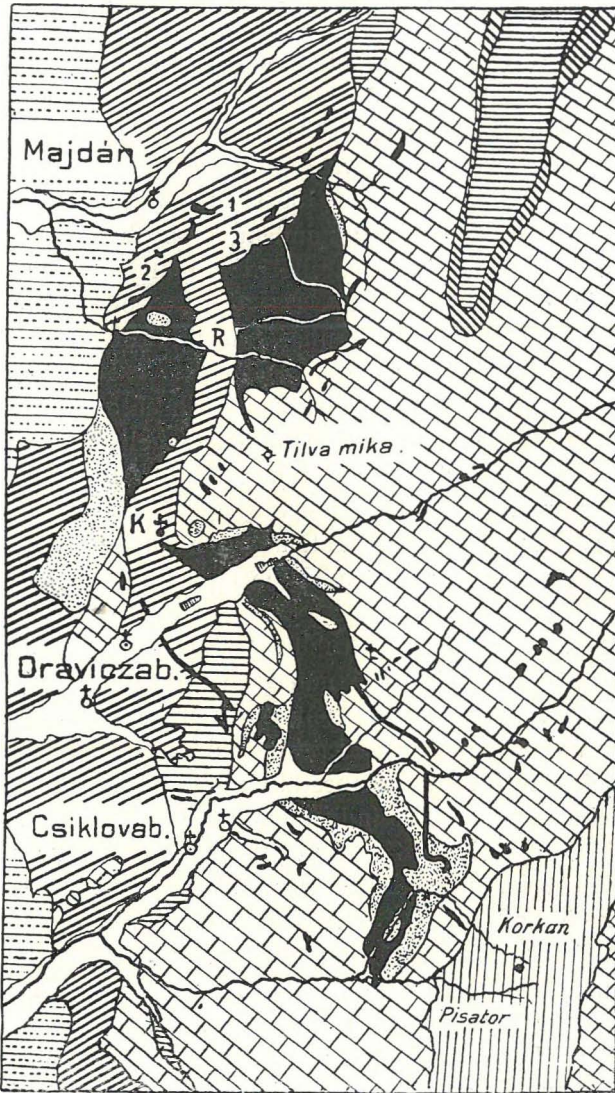 Majdán
1
3
2
R
Tilva mika.
K
Oraviczab.
Csiklovab.
Korkan
Pisator